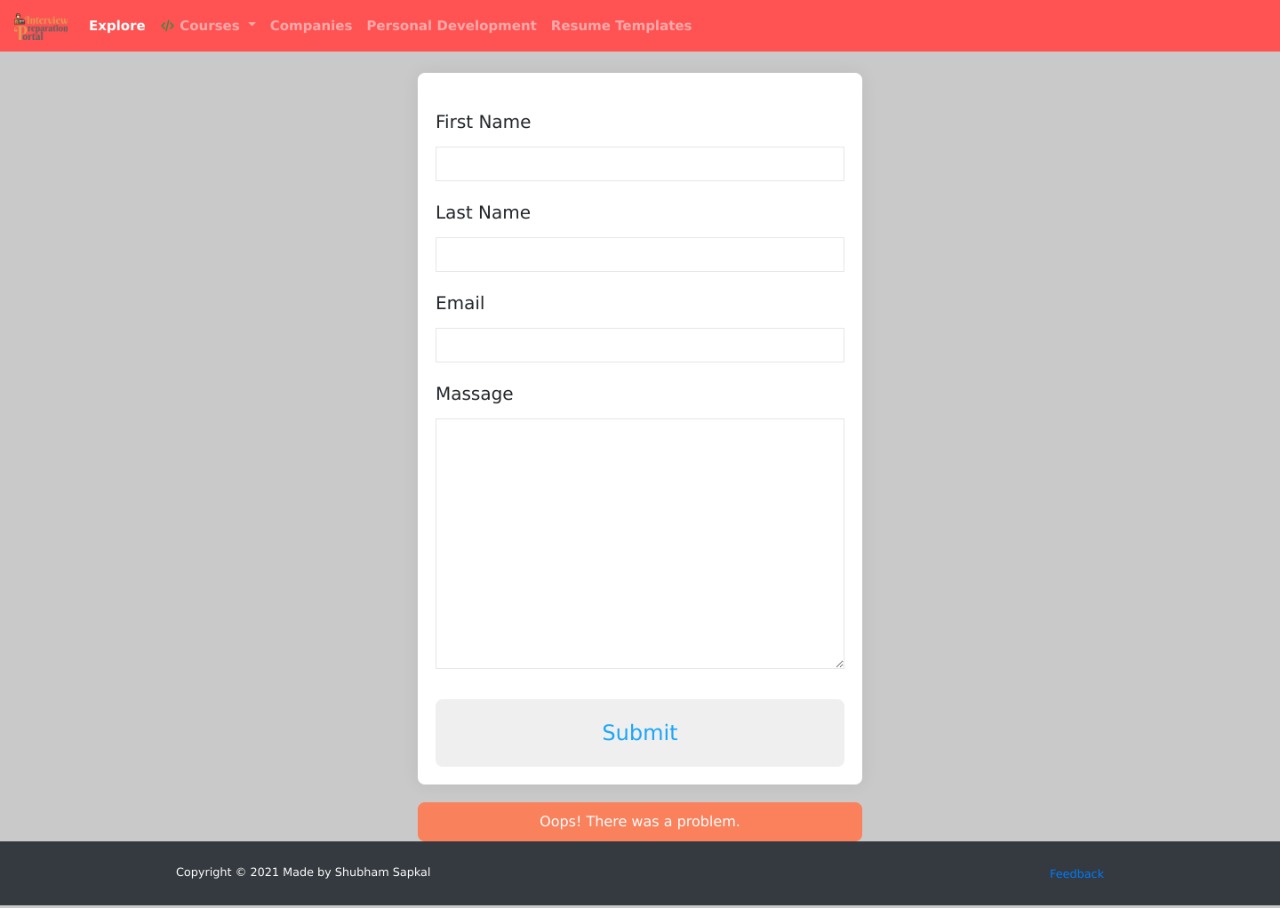 Interview
Preparation
Portal
Explore
Courses
Companies
Personal Development
Resume Templates
First Name
Last Name
Email
Massage
Submit
Oops! There was a problem.
Copyright © 2021 Made by Shubham Sapkal
Feedback